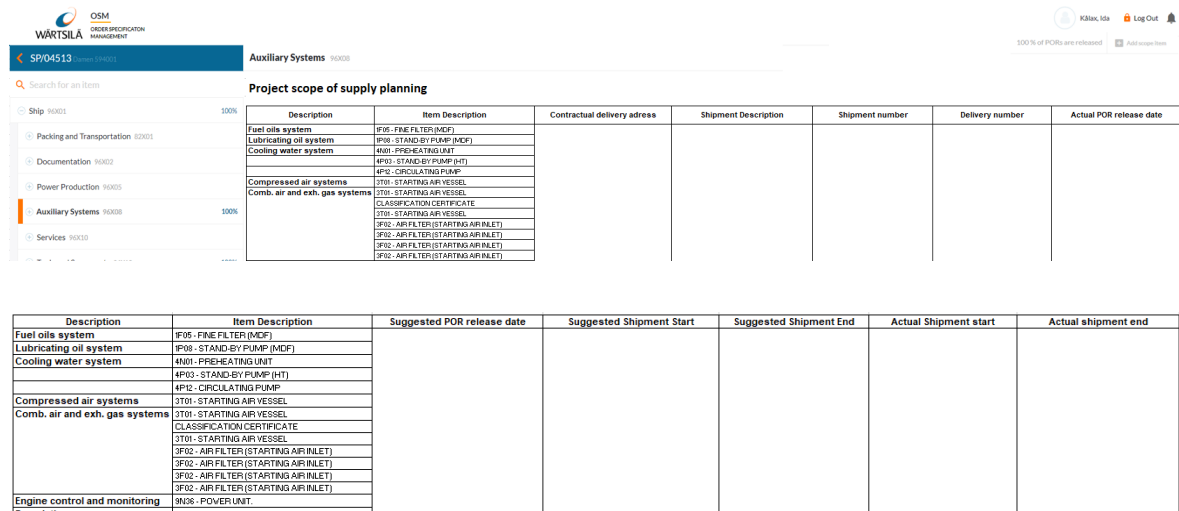 OSM
ORDER SPECIFICATON
MANAGEMENT
WÄRTSILÄ
Kålax, Ida
Log Out
100 % of PORs are released
Add scope item
SP/04513 Damen 594001
Auxiliary Systems 96X08
Search for an item
Project scope of supply planning
Ship 96X01 100%
Packing and Transportation 82X01
Documentation 96X02
Power Production 96X05
Auxiliary Systems 96X08 100%
Services 96X10
Description Item Description Contractual delivery adress Shipment Description Shipment number Delivery number Actual POR release date
Fuel oils system 1F05 - FINE FILTER (MDF)
Lubricating oil system 1P08 - STAND-BY PUMP (MDF)
Cooling water system 4N01 - PREHEATING UNIT
4P03 - STAND-BY PUMP (HT)
4P12 - CIRCULATING PUMP
Compressed air systems 3T01 - STARTING AIR VESSEL
Comb. air and exh. gas systems 3T01 - STARTING AIR VESSEL
CLASSIFICATION CERTIFICATE
3T01 - STARTING AIR VESSEL
3F02 - AIR FILTER (STARTING AIR INLET)
3F02 - AIR FILTER (STARTING AIR INLET)
3F02 - AIR FILTER (STARTING AIR INLET)
3F02 - AIR FILTER (STARTING AIR INLET)
Description Item Description Suggested POR release date Suggested Shipment Start Suggested Shipment End Actual Shipment start Actual shipment end
Fuel oils system 1F05 - FINE FILTER (MDF)
Lubricating oil system 1P08 - STAND-BY PUMP (MDF)
Cooling water system 4N01 - PREHEATING UNIT
4P03 - STAND-BY PUMP (HT)
4P12 - CIRCULATING PUMP
Compressed air systems 3T01 - STARTING AIR VESSEL
Comb. air and exh. gas systems 3T01 - STARTING AIR VESSEL
CLASSIFICATION CERTIFICATE
3T01 - STARTING AIR VESSEL
3F02 - AIR FILTER (STARTING AIR INLET)
3F02 - AIR FILTER (STARTING AIR INLET)
3F02 - AIR FILTER (STARTING AIR INLET)
3F02 - AIR FILTER (STARTING AIR INLET)
Engine control and monitoring 9N36 - POWER UNIT.